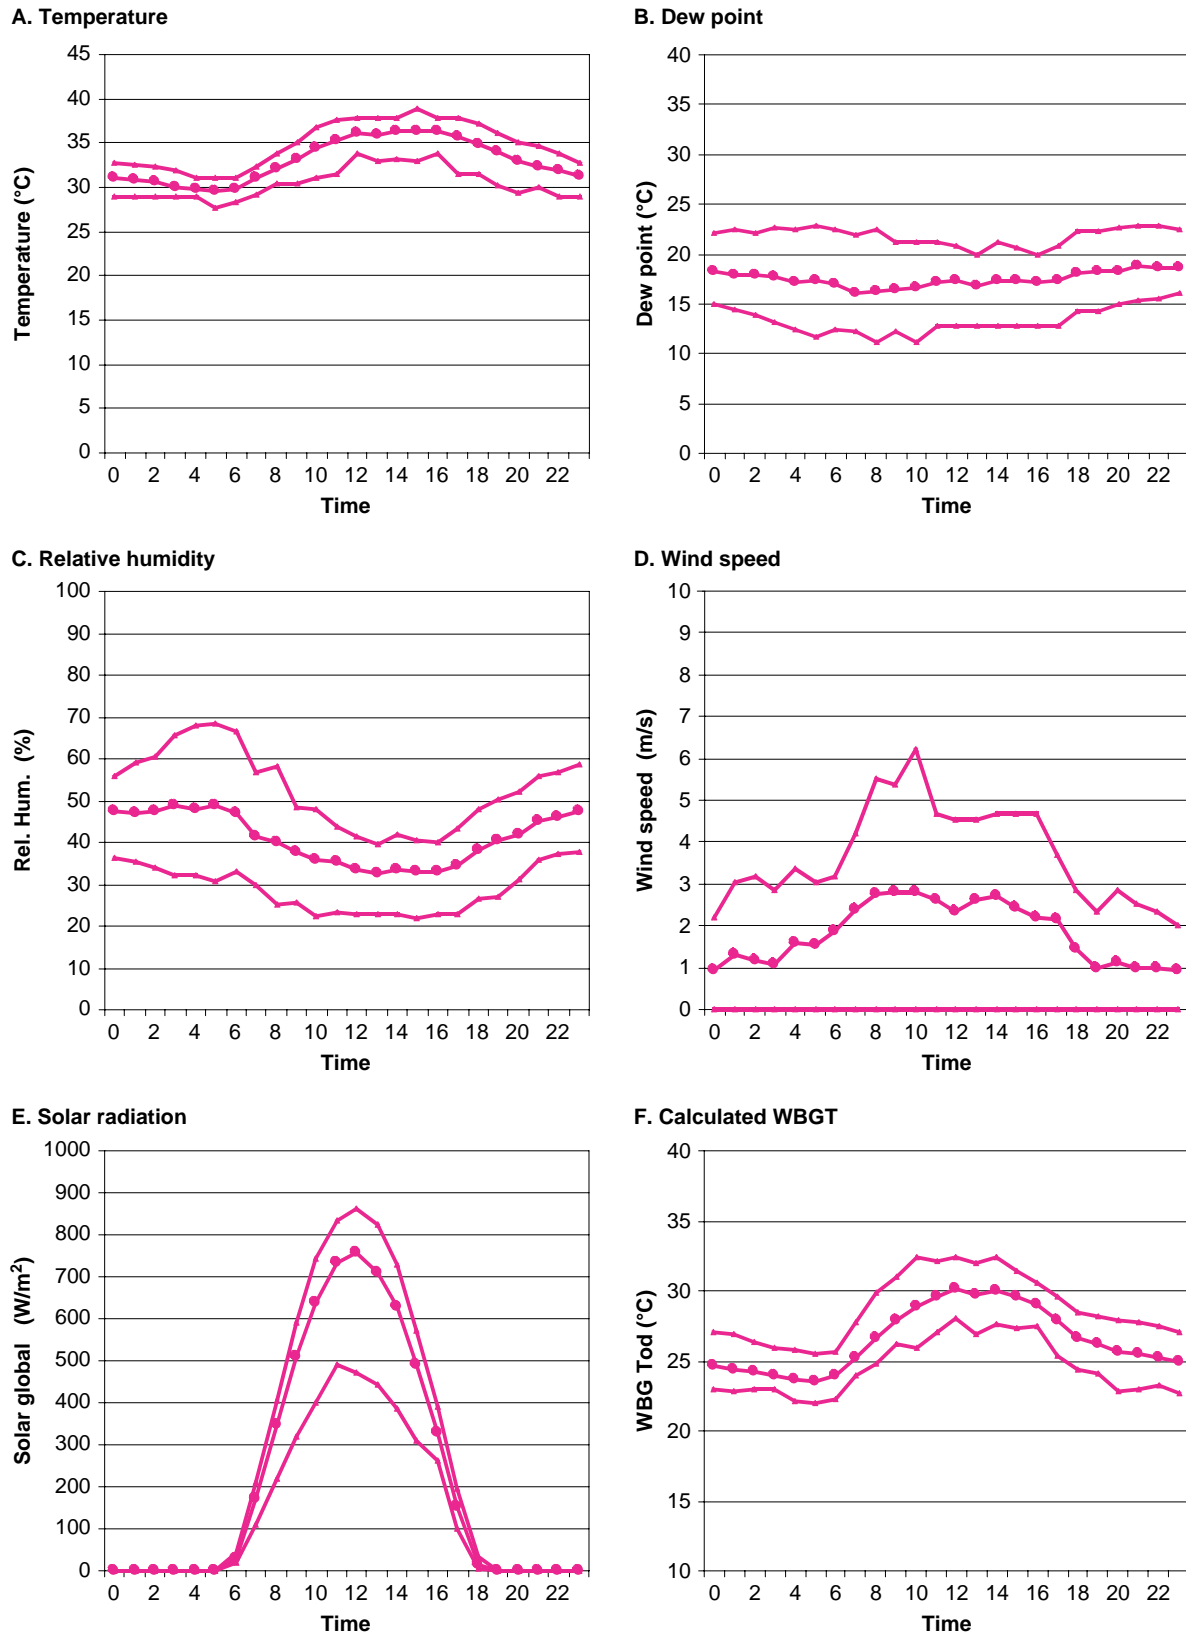 A. Temperature
45
40
35
30
25
20
15
10
5
0
Temperature (°C)
0 2 4 6 8 10 12 14 16 18 20 22
Time
B. Dew point
40
35
30
25
20
15
10
5
0
Dew point (°C)
0 2 4 6 8 10 12 14 16 18 20 22
Time
C. Relative humidity
100
90
80
70
60
50
40
30
20
10
0
Rel. Hum. (%)
0 2 4 6 8 10 12 14 16 18 20 22
Time
D. Wind speed
10
9
8
7
6
5
4
3
2
1
0
Wind speed (m/s)
0 2 4 6 8 10 12 14 16 18 20 22
Time
E. Solar radiation
1000
900
800
700
600
500
400
300
200
100
0
Solar global (W/m²)
0 2 4 6 8 10 12 14 16 18 20 22
Time
F. Calculated WBGT
40
35
30
25
20
15
10
WBG Tod (°C)
0 2 4 6 8 10 12 14 16 18 20 22
Time